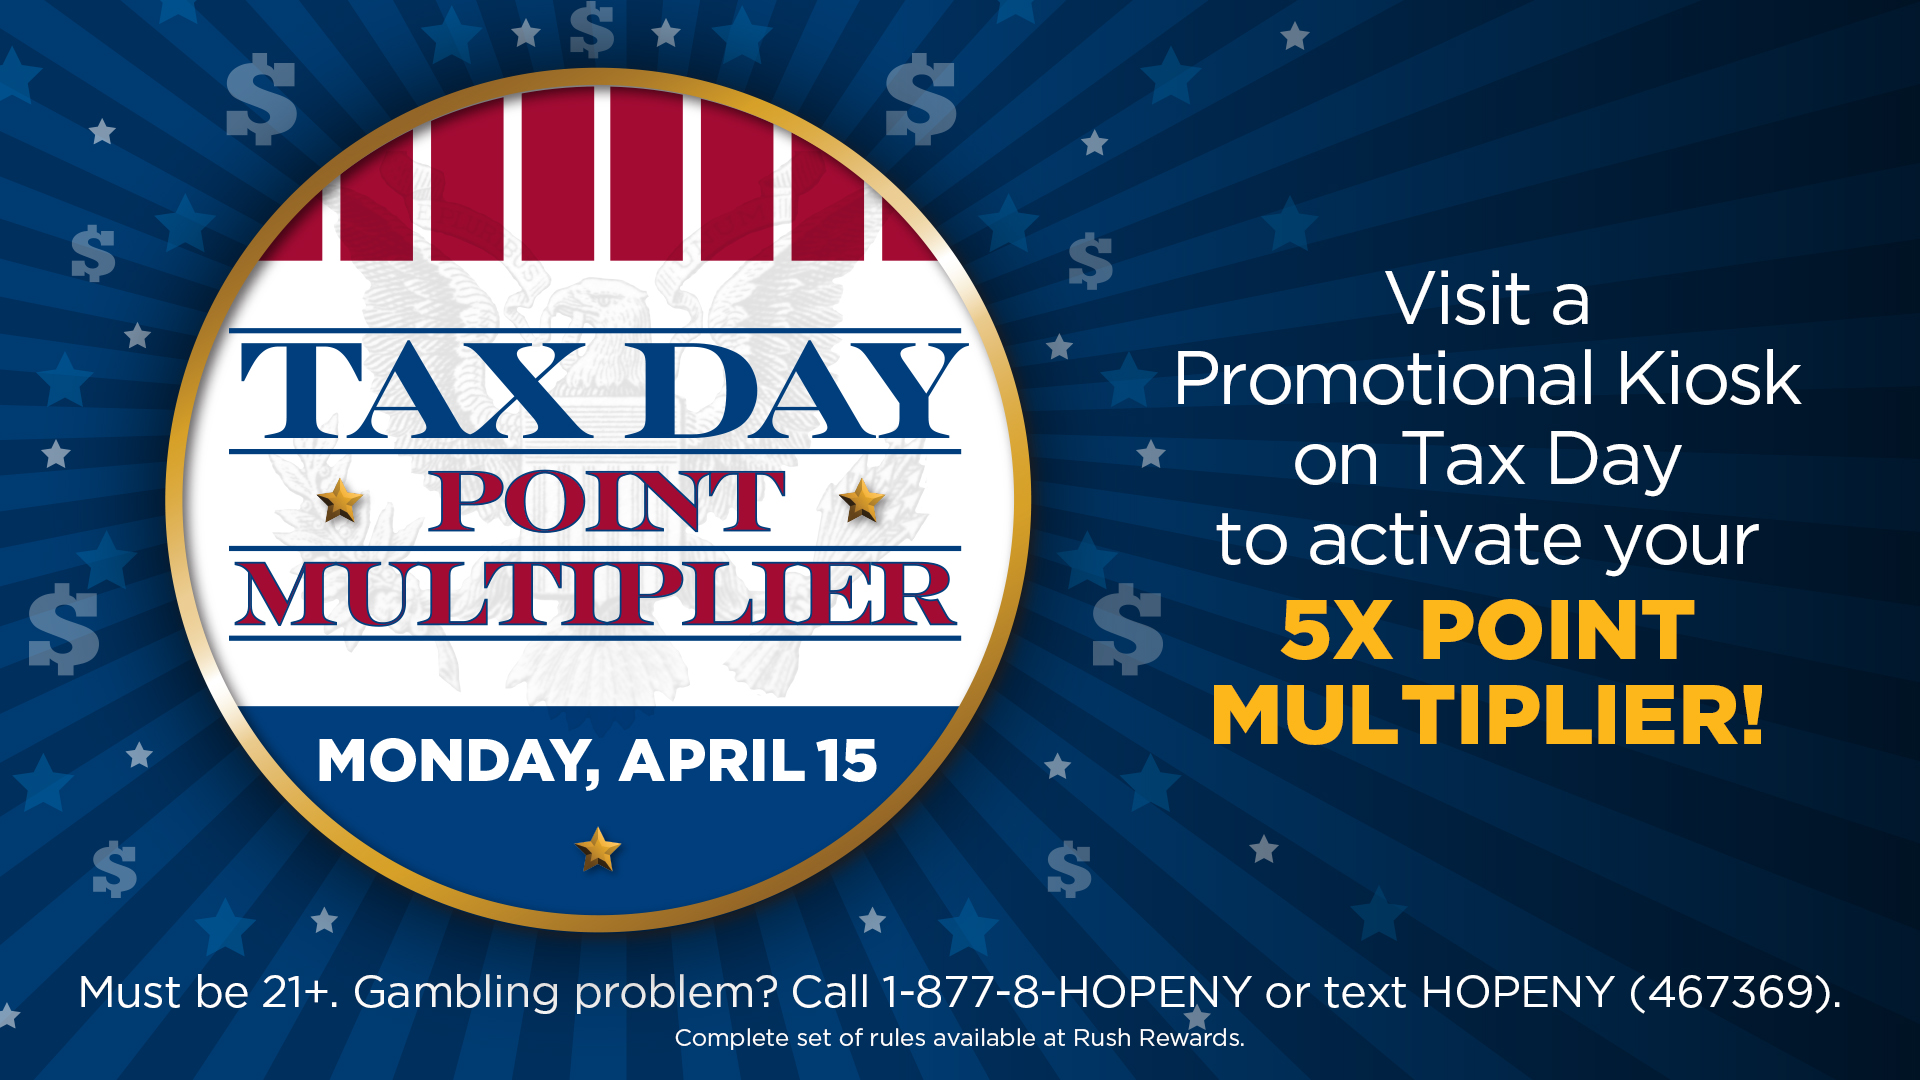 TAX DAY
POINT
MULTIPLIER
MONDAY, APRIL 15
Visit a
Promotional Kiosk
on Tax Day
to activate your
5X POINT
MULTIPLIER!
Must be 21+. Gambling problem? Call 1-877-8-HOPENY or text HOPENY (467369).
Complete set of rules available at Rush Rewards.